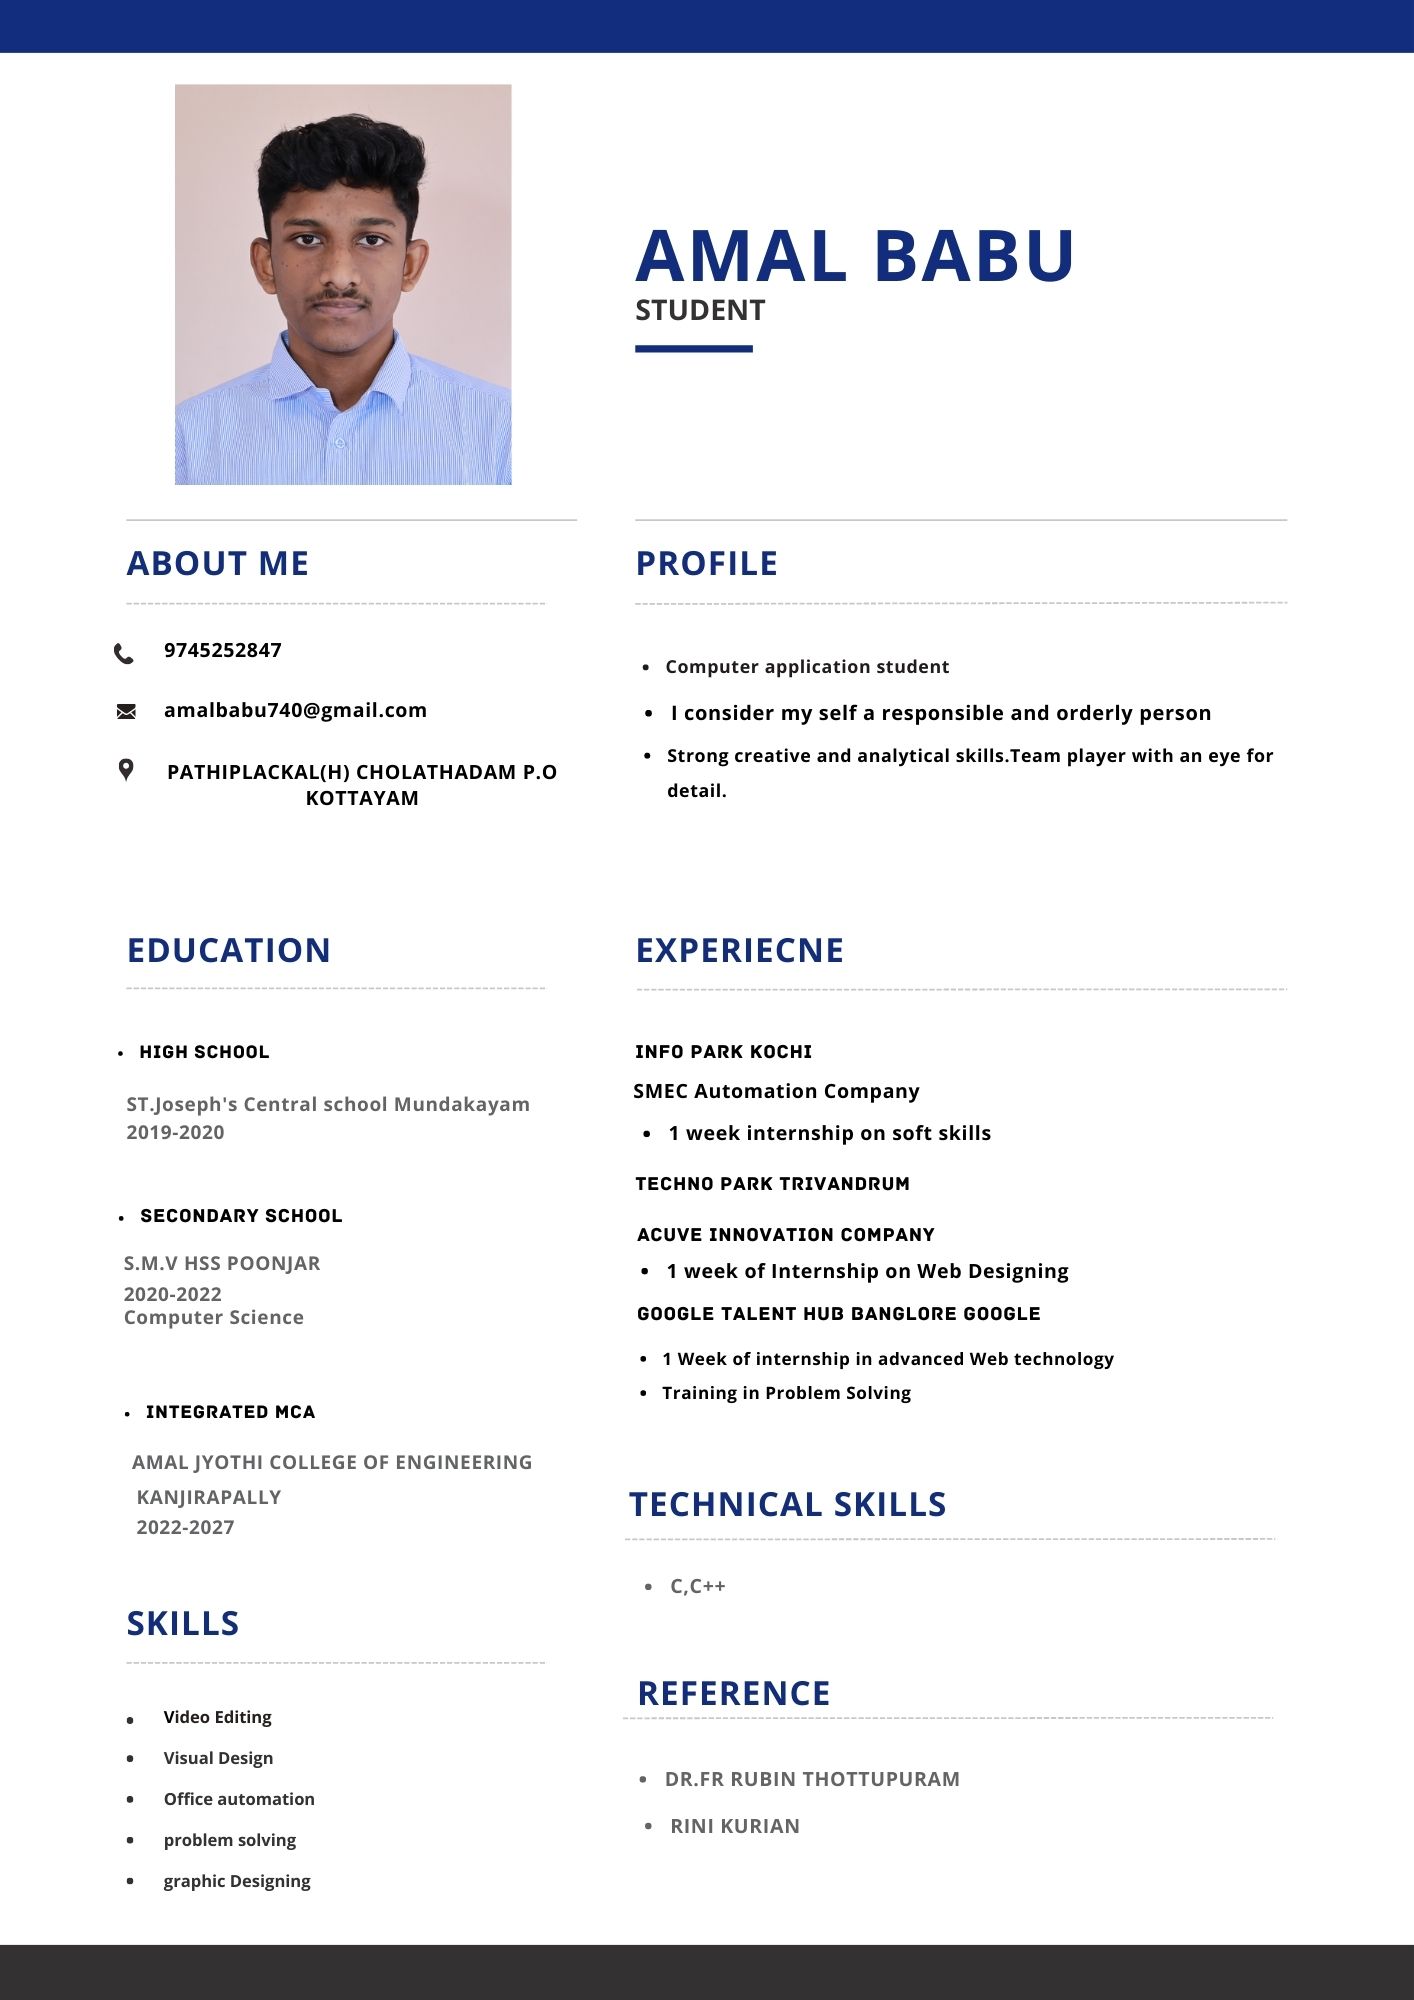 AMAL BABU
STUDENT
ABOUT ME
9745252847
amalbabu740@gmail.com
PATHIPLACKAL(H) CHOLATHADAM P.O
KOTTAYAM
PROFILE
Computer application student
I consider my self a responsible and orderly person
Strong creative and analytical skills.Team player with an eye for
detail.
EDUCATION
HIGH SCHOOL
ST.Joseph's Central school Mundakayam
2019-2020
SECONDARY SCHOOL
S.M.V HSS POONJAR
2020-2022
Computer Science
INTEGRATED MCA
AMAL JYOTHI COLLEGE OF ENGINEERING
KANJIRAPALLY
2022-2027
SKILLS
Video Editing
Visual Design
Office automation
problem solving
graphic Designing
EXPERIECNE
INFO PARK KOCHI
SMEC Automation Company
1 week internship on soft skills
TECHNO PARK TRIVANDRUM
ACUVE INNOVATION COMPANY
1 week of Internship on Web Designing
GOOGLE TALENT HUB BANGLORE GOOGLE
1 Week of internship in advanced Web technology
Training in Problem Solving
TECHNICAL SKILLS
C,C++
REFERENCE
DR.FR RUBIN THOTTUPURAM
RINI KURIAN